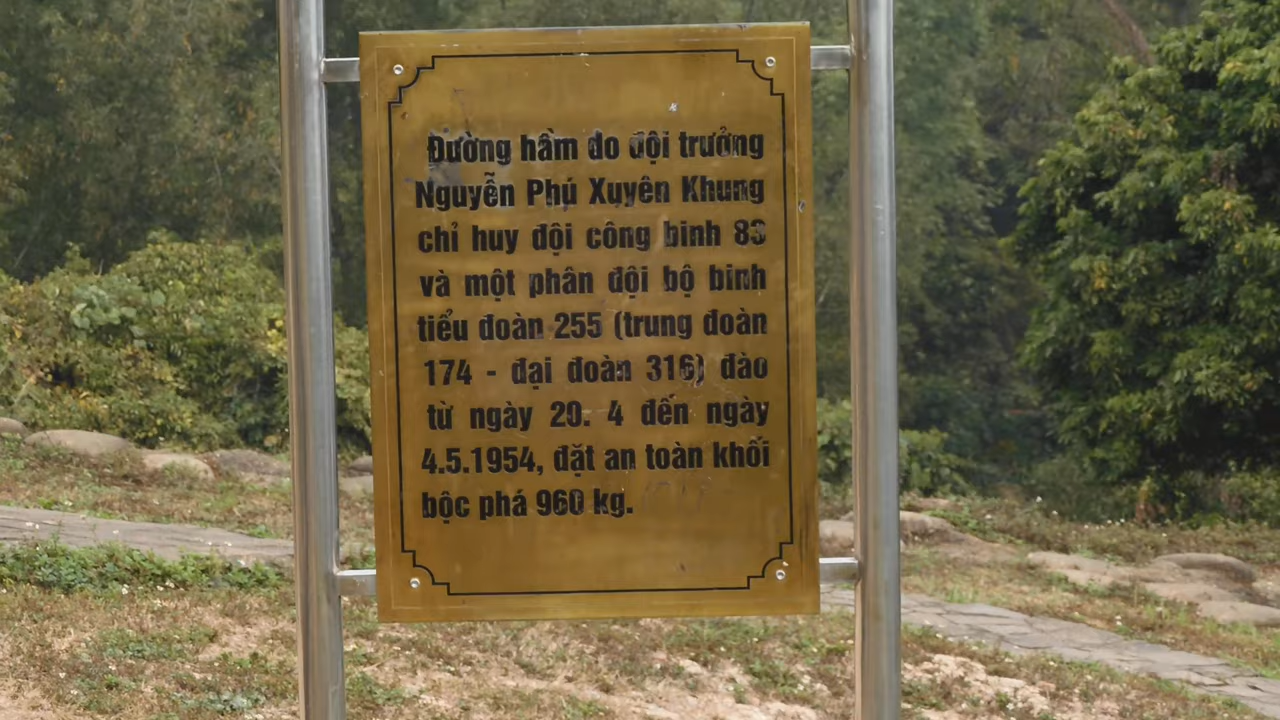 Đường hầm do đội trưởng
Nguyễn Phú Xuyên Khung
chỉ huy đội công binh 83
và một phân đội bộ binh
tiểu đoàn 255 (trung đoàn
174 - đại đoàn 316) đào
từ ngày 20. 4 đến ngày
4.5.1954, đặt an toàn khối
bộc phá 960 kg.